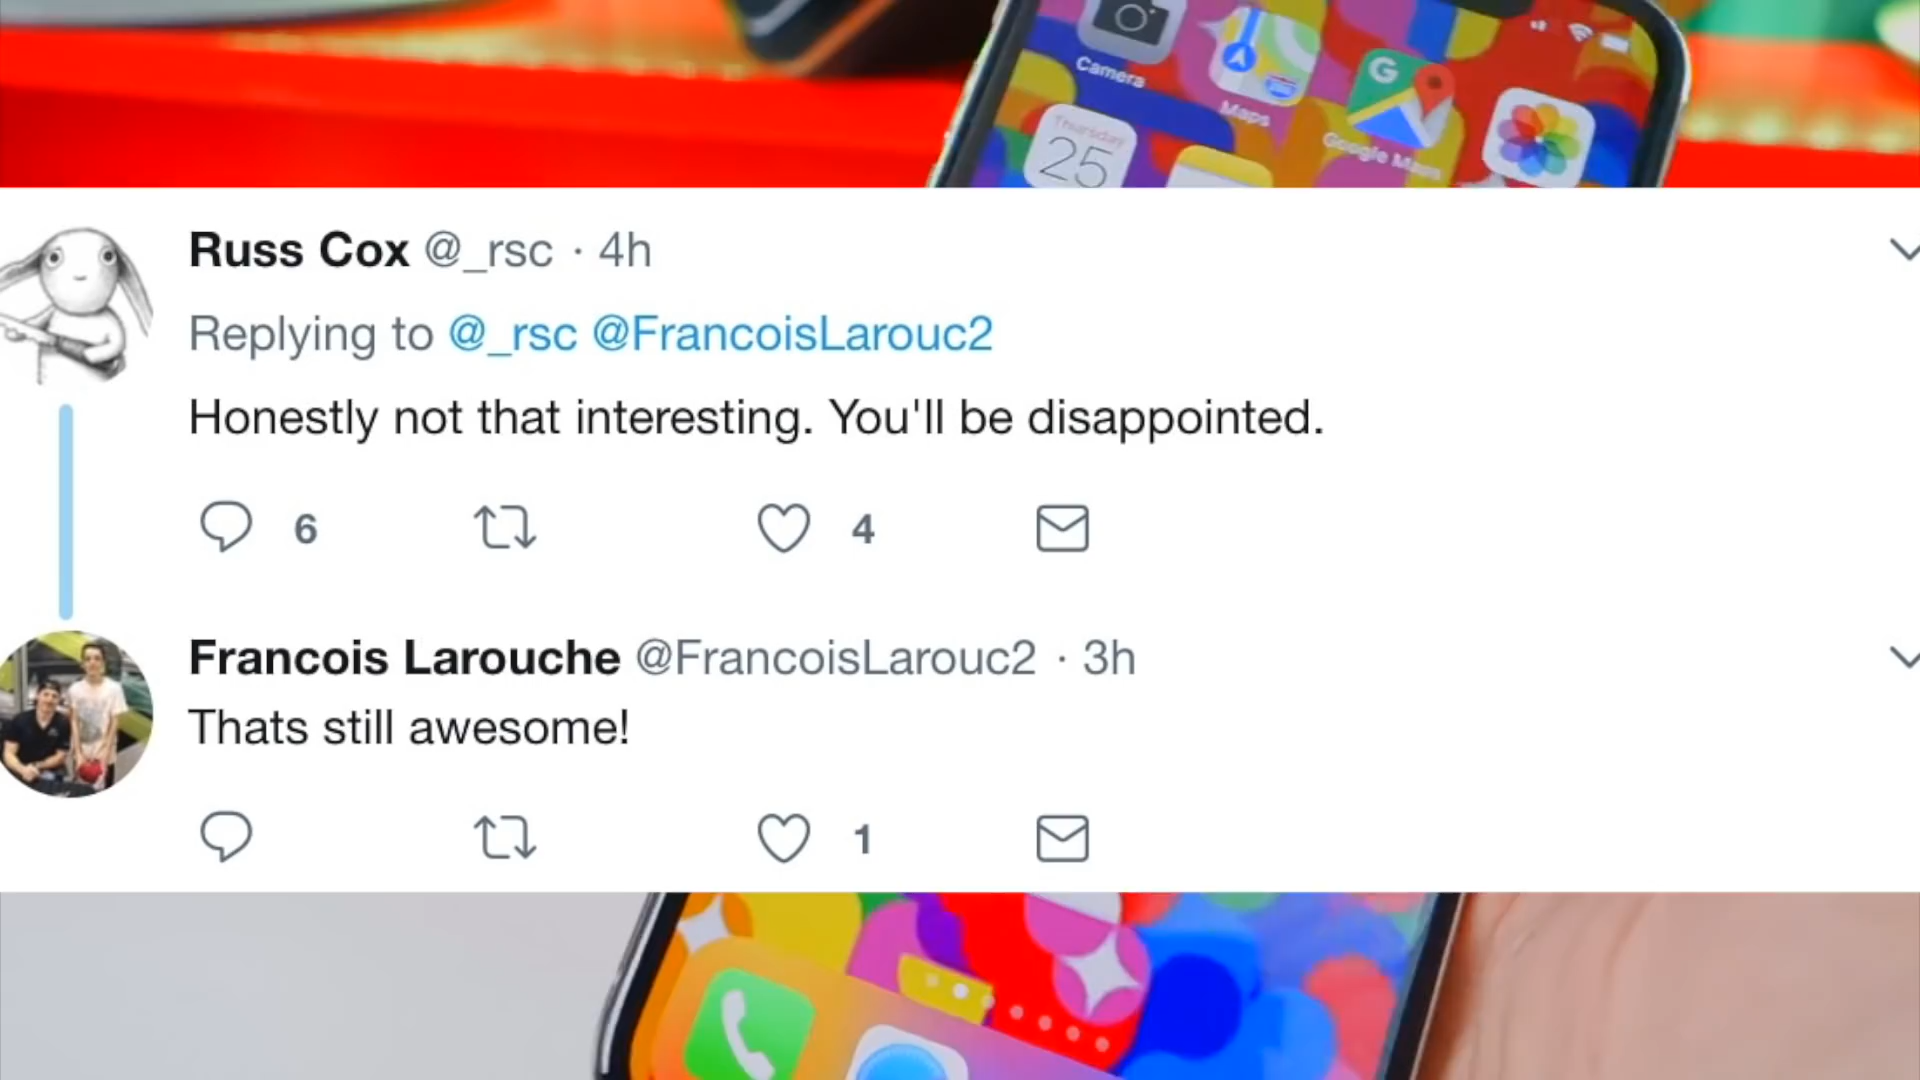 Camera
Maps
Google Maps
Thursday
25
Russ Cox @_rsc · 4h
Replying to @_rsc @FrancoisLarouc2
Honestly not that interesting. You'll be disappointed.
6
4
Francois Larouche @FrancoisLarouc2 · 3h
Thats still awesome!
1